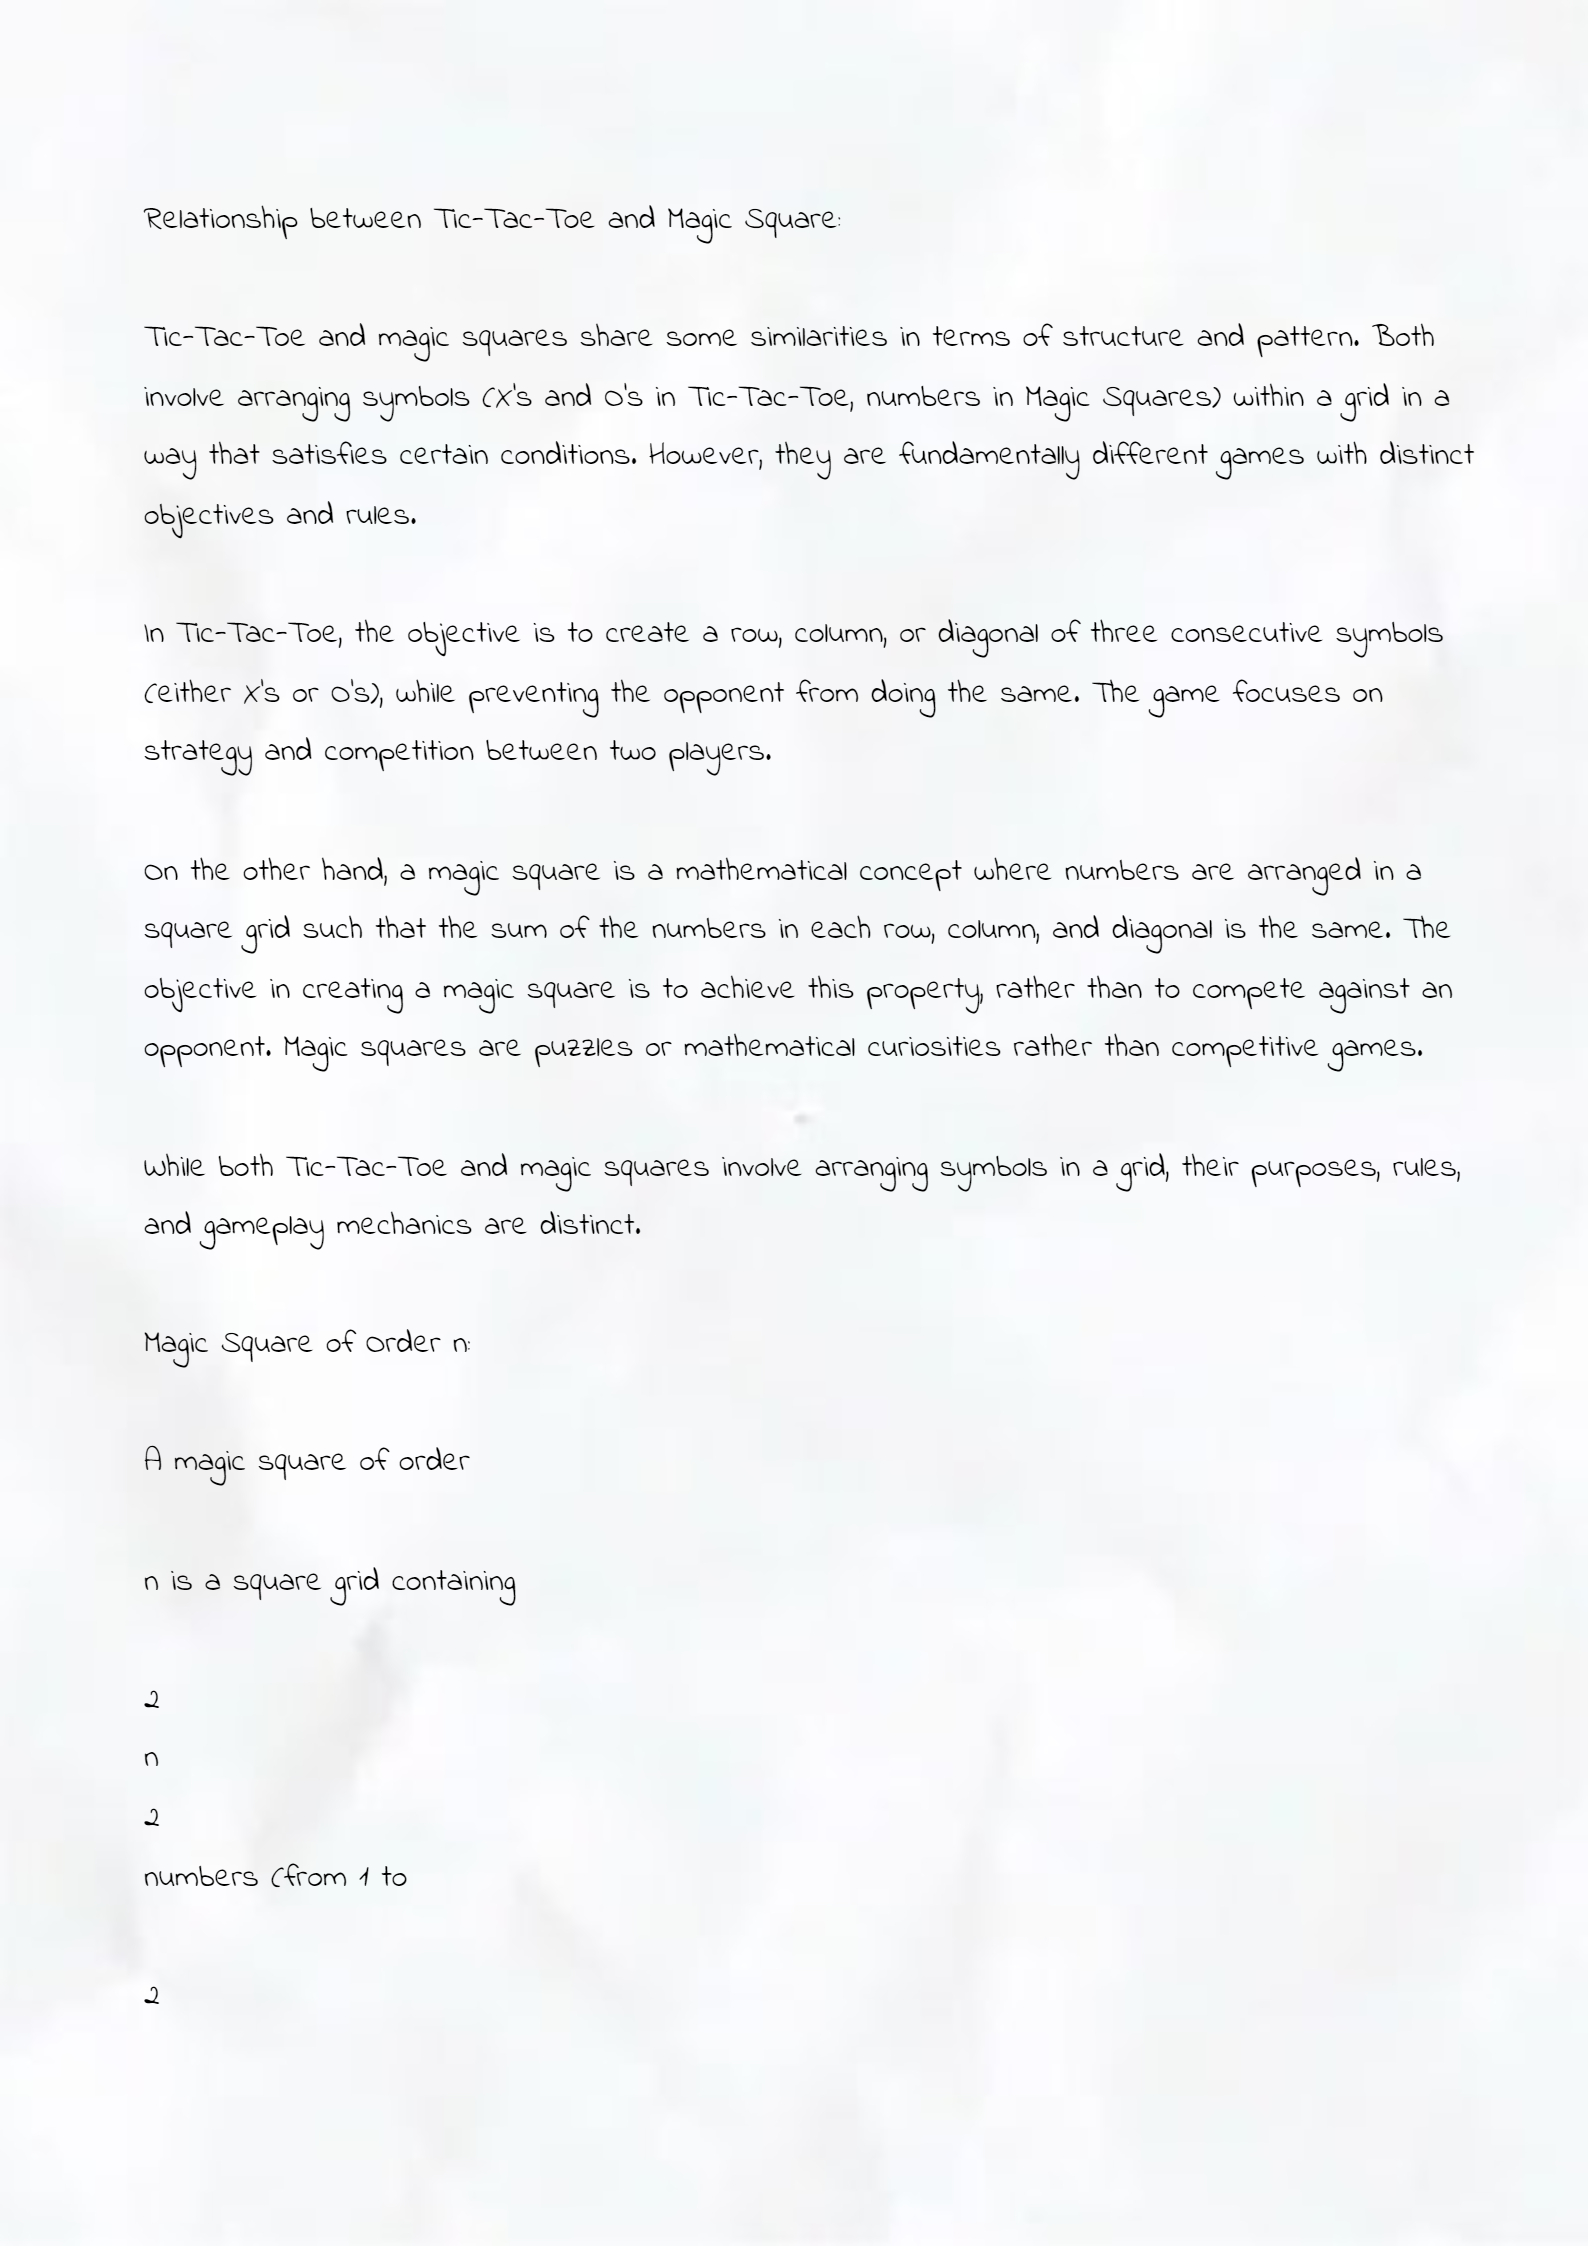 Relationship between Tic-Tac-Toe and Magic Square:
Tic-Tac-Toe and magic squares share some similarities in terms of structure and pattern. Both
involve arranging symbols (X's and O's in Tic-Tac-Toe, numbers in Magic Squares) within a grid in a
way that satisfies certain conditions. However, they are fundamentally different games with distinct
objectives and rules.
In Tic-Tac-Toe, the objective is to create a row, column, or diagonal of three consecutive symbols
(either X's or O's), while preventing the opponent from doing the same. The game focuses on
strategy and competition between two players.
On the other hand, a magic square is a mathematical concept where numbers are arranged in a
square grid such that the sum of the numbers in each row, column, and diagonal is the same. The
objective in creating a magic square is to achieve this property, rather than to compete against an
opponent. Magic squares are puzzles or mathematical curiosities rather than competitive games.
While both Tic-Tac-Toe and magic squares involve arranging symbols in a grid, their purposes, rules,
and gameplay mechanics are distinct.
Magic Square of Order n:
A magic square of order
n is a square grid containing
2
n
2
numbers (from 1 to
2